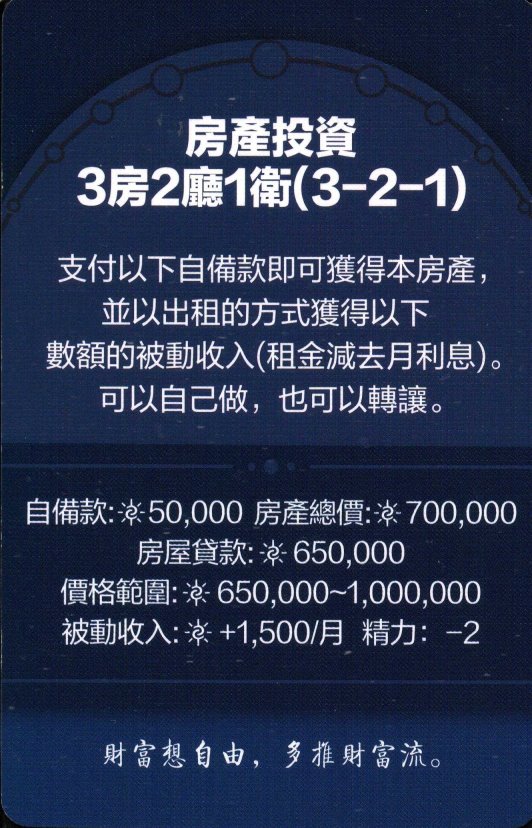 房產投資
3房2廳1衛(3-2-1)
支付以下自備款即可獲得本房產，
並以出租的方式獲得以下
數額的被動收入(租金減去月利息)。
可以自己做，也可以轉讓。
自備款:50,000 房產總價:700,000
房屋貸款:650,000
價格範圍:650,000~1,000,000
被動收入:+1,500/月 精力：-2
財富想自由，多推財富流。